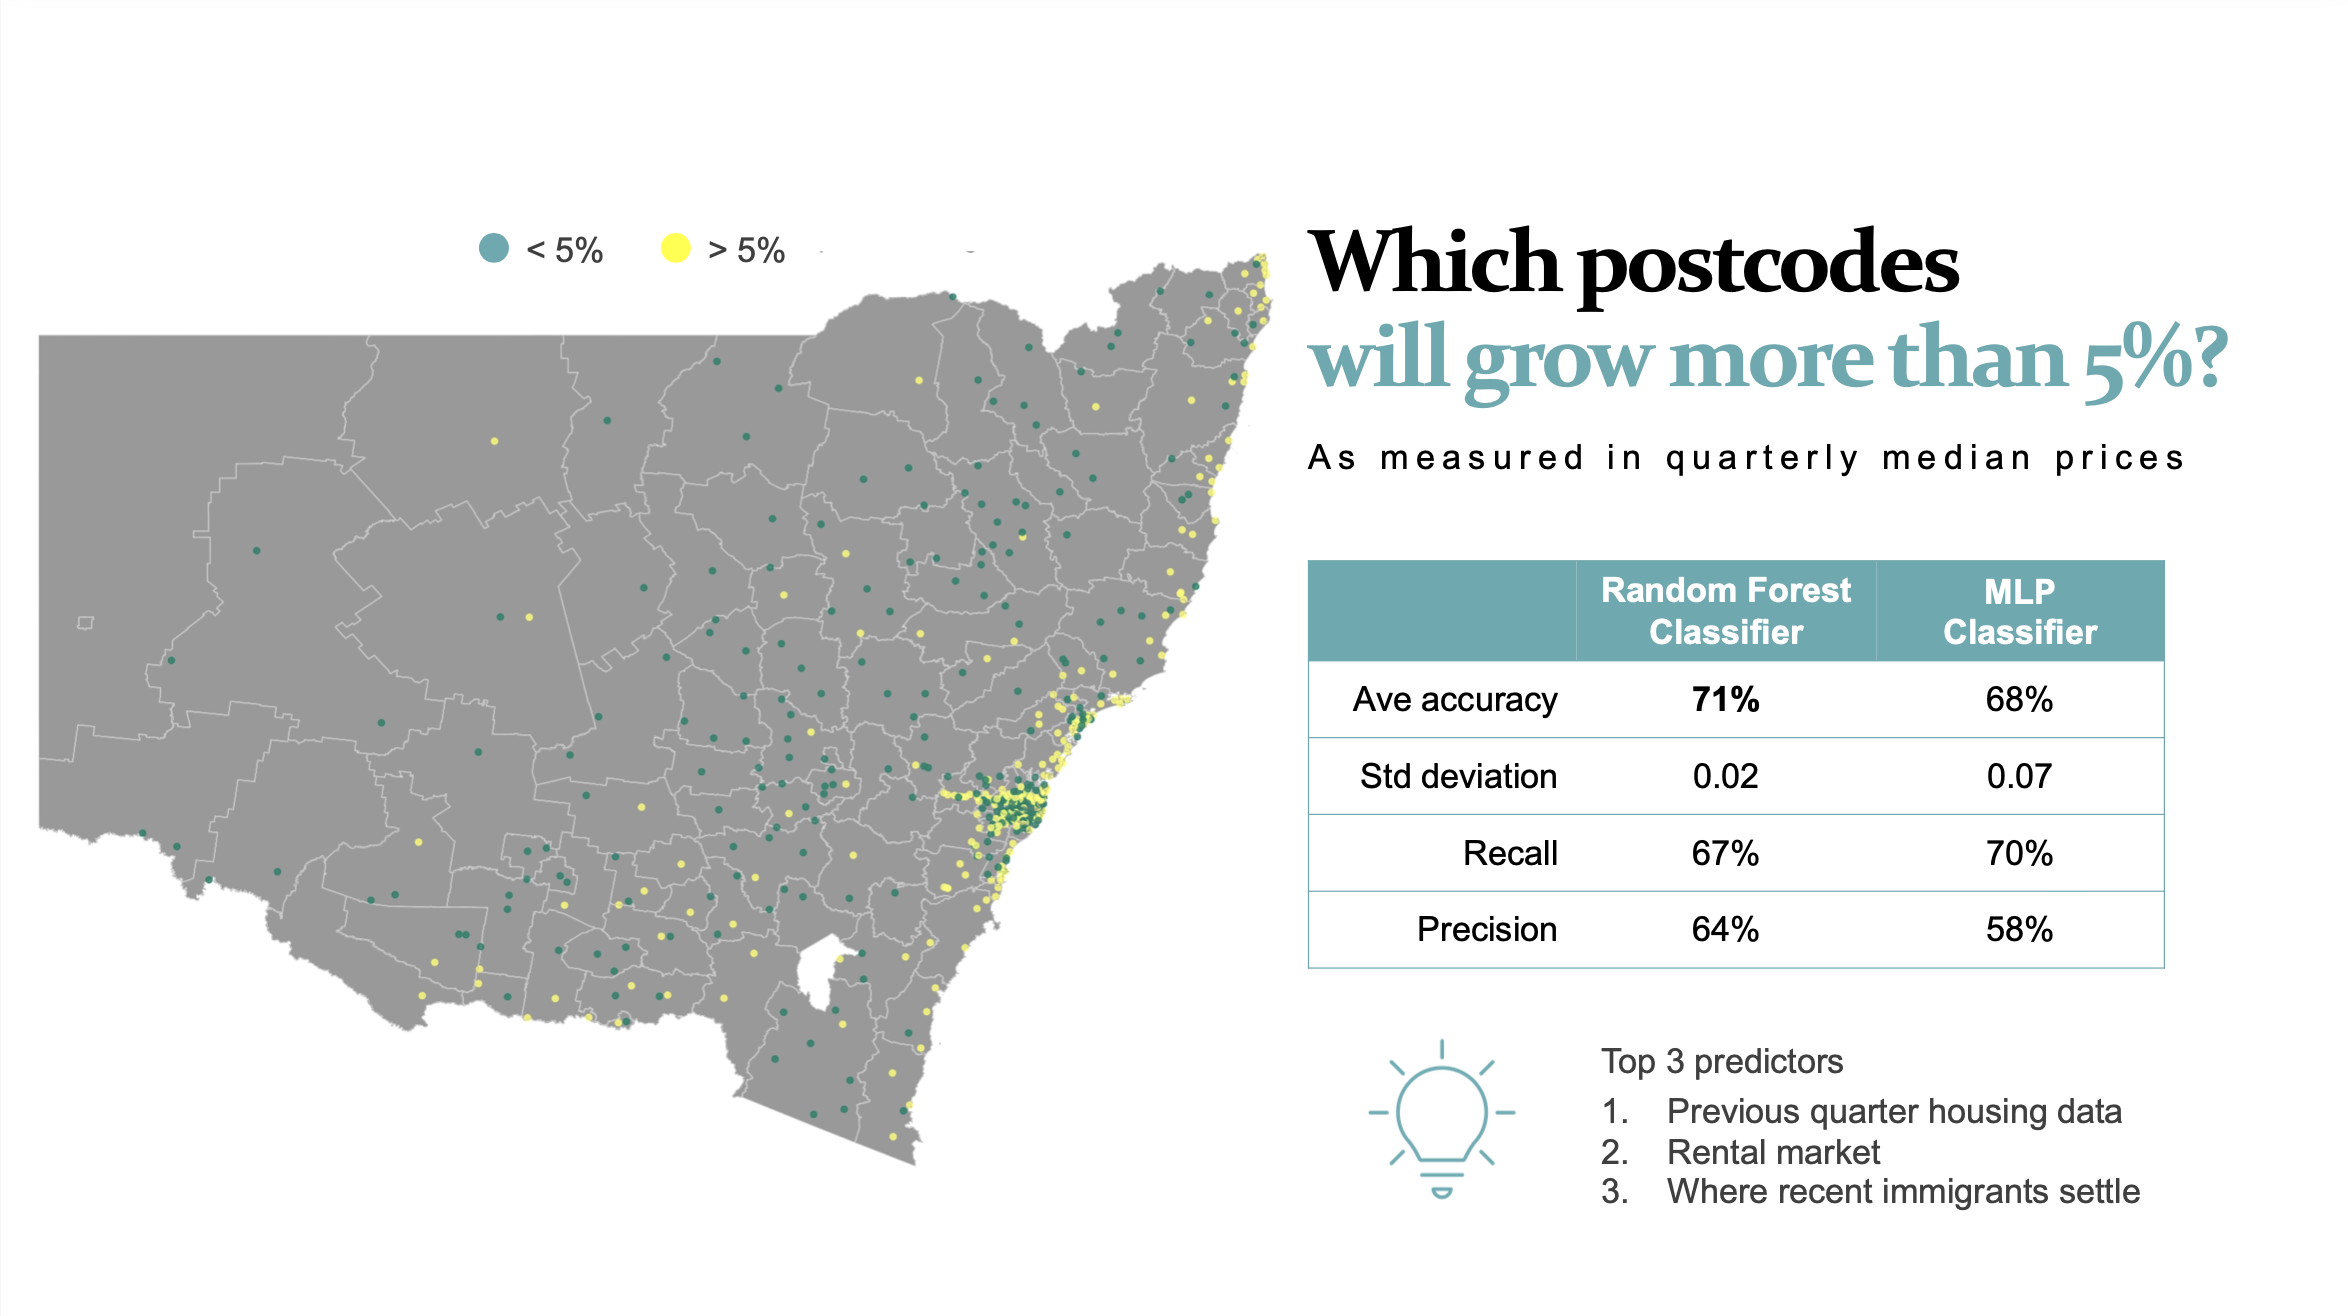 < 5% > 5%
Which postcodes
will grow more than 5%?
As measured in quarterly median prices
Random Forest Classifier MLP Classifier
Ave accuracy 71% 68%
Std deviation 0.02 0.07
Recall 67% 70%
Precision 64% 58%
Top 3 predictors
1. Previous quarter housing data
2. Rental market
3. Where recent immigrants settle